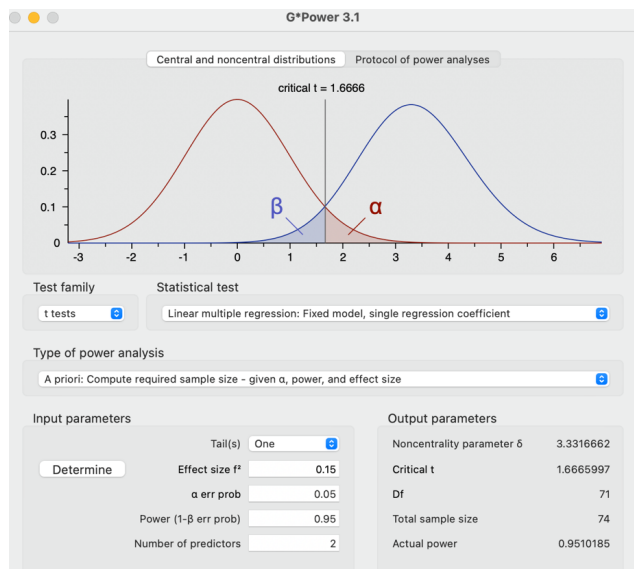 G*Power 3.1
Central and noncentral distributions Protocol of power analyses
critical t = 1.6666
0.3
0.2
β α
0.1
0
-3 -2 -1 0 1 2 3 4 5 6
Test family Statistical test
t tests Linear multiple regression: Fixed model, single regression coefficient
Type of power analysis
A priori: Compute required sample size - given α, power, and effect size
Input parameters Output parameters
Tail(s) One Noncentrality parameter δ 3.3316662
Determine Effect size f² 0.15 Critical t 1.6665997
α err prob 0.05 Df 71
Power (1-β err prob) 0.95 Total sample size 74
Number of predictors 2 Actual power 0.9510185